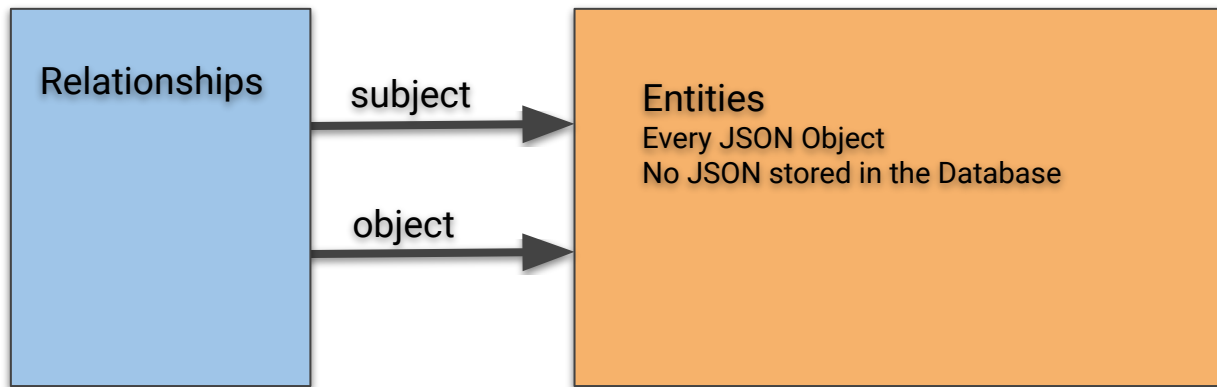 Relationships
subject
object
Entities
Every JSON Object
No JSON stored in the Database